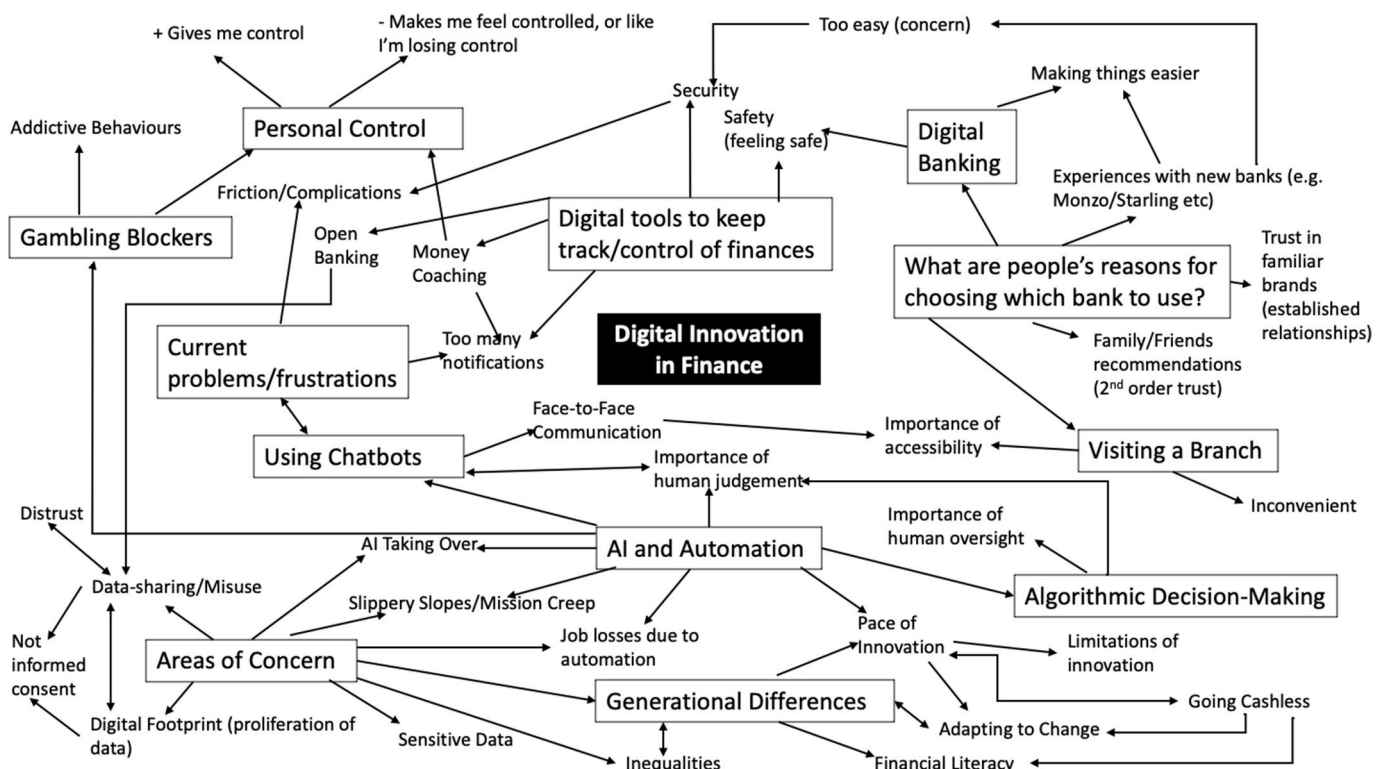 + Gives me control
- Makes me feel controlled, or like
I'm losing control
Too easy (concern)
Making things easier
Security
Addictive Behaviours
Personal Control
Safety
(feeling safe)
Digital
Banking
Friction/Complications
Experiences with new banks (e.g.
Monzo/Starling etc)
Gambling Blockers
Open
Banking
Money
Coaching
Digital tools to keep
track/control of finances
What are people's reasons for
choosing which bank to use?
Trust in
familiar
brands
(established
relationships)
Current
problems/frustrations
Too many
notifications
Digital Innovation
in Finance
Family/Friends
recommendations
(2nd order trust)
Face-to-Face
Communication
Importance of
accessibility
Using Chatbots
Importance of
human judgement
Visiting a Branch
Inconvenient
Distrust
AI Taking Over
AI and Automation
Importance of
human oversight
Data-sharing/Misuse
Slippery Slopes/Mission Creep
Algorithmic Decision-Making
Not
informed
consent
Areas of Concern
Job losses due to
automation
Pace of
Innovation
Limitations of
innovation
Generational Differences
Going Cashless
Digital Footprint (proliferation of
data)
Sensitive Data
Adapting to Change
Inequalities
Financial Literacy